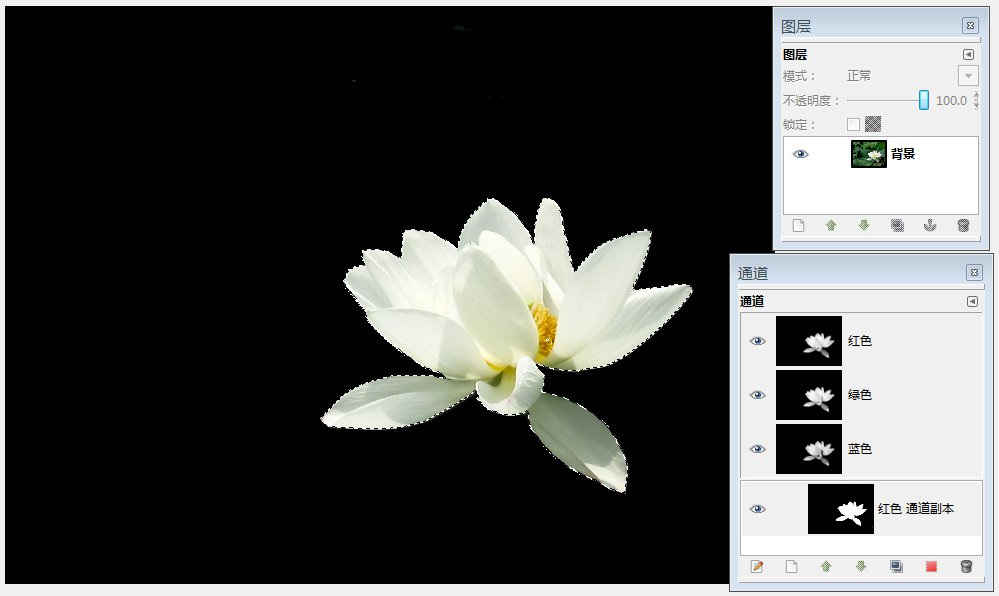 图层
图层
模式： 正常
不透明度： 100.0
锁定：
背景
通道
通道
红色
绿色
蓝色
红色 通道副本